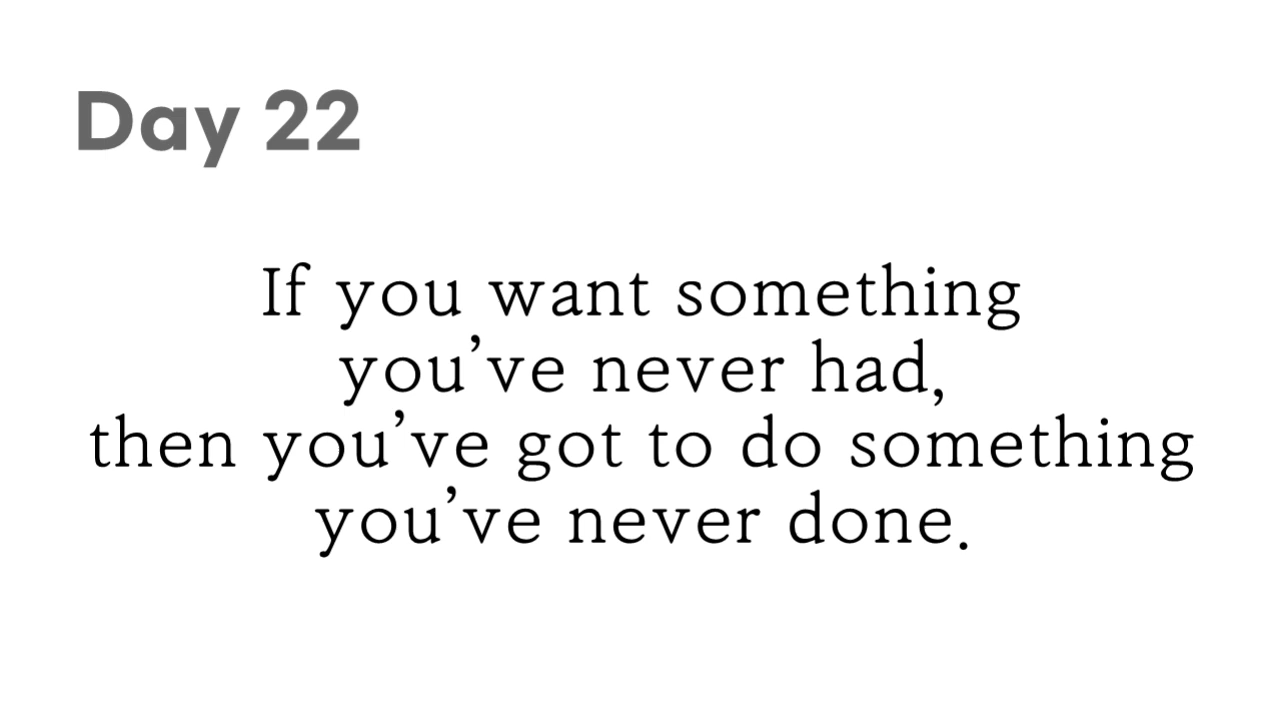 Day 22
If you want something
you’ve never had,
then you’ve got to do something
you’ve never done.